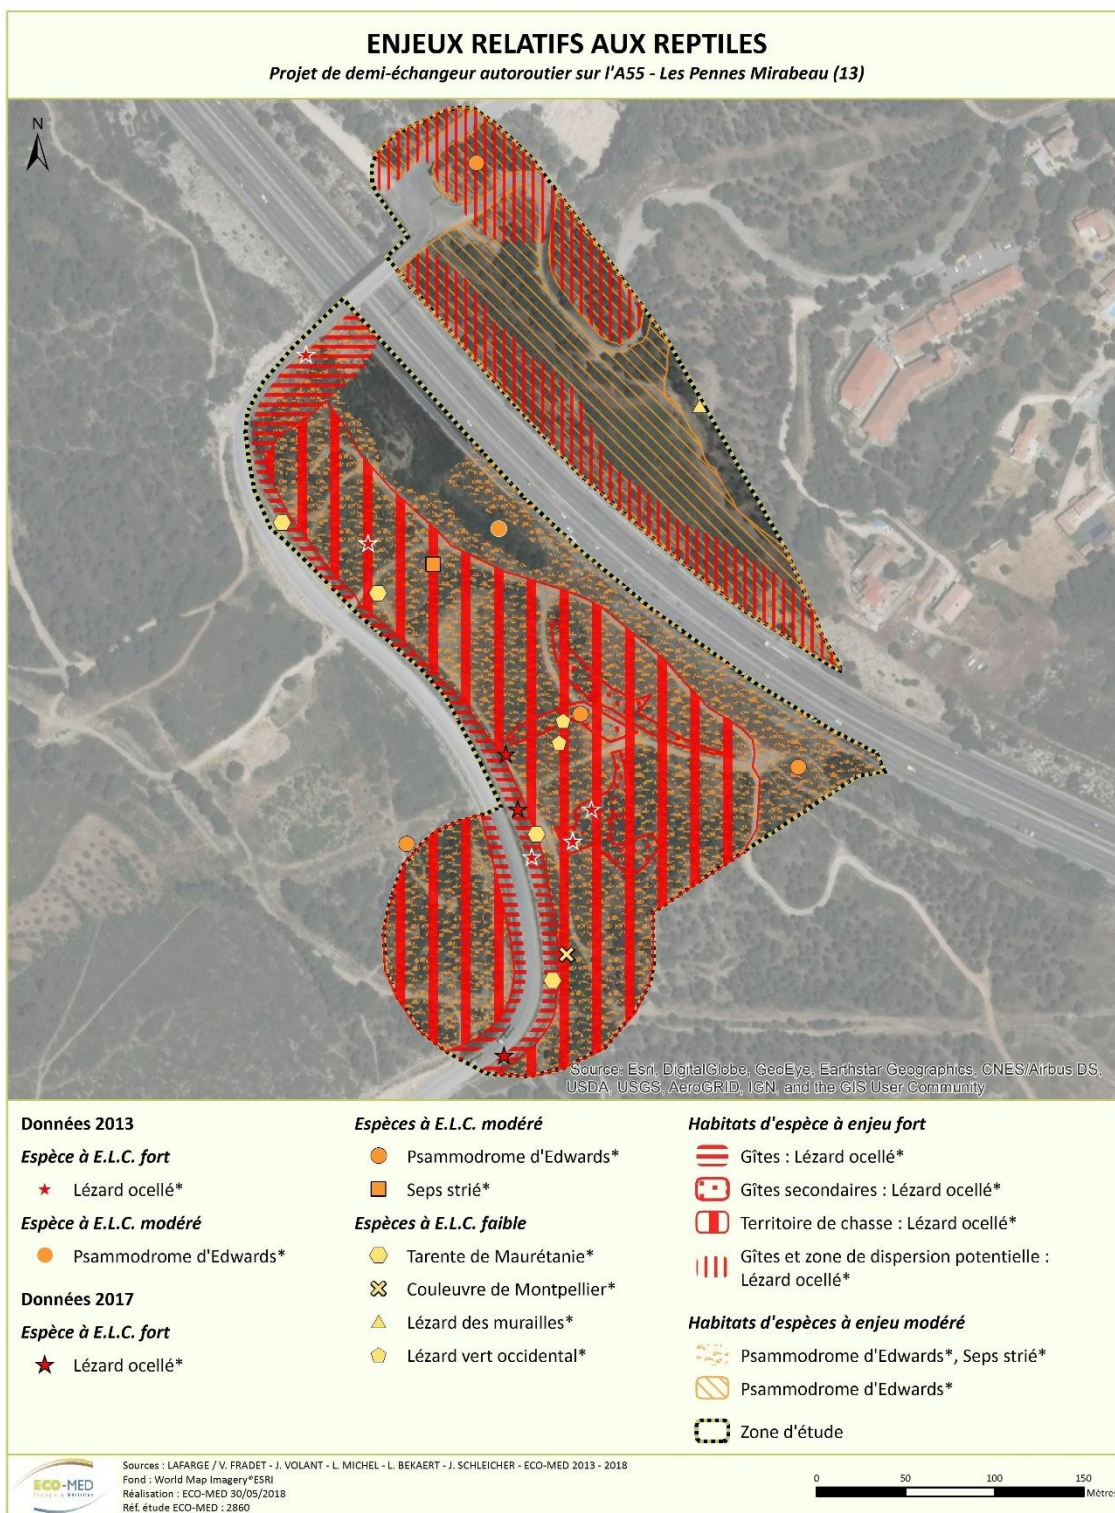 ENJEUX RELATIFS AUX REPTILES
Projet de demi-échangeur autoroutier sur l'A55 - Les Pennes Mirabeau (13)
N
Source: Esri, DigitalGlobe, GeoEye, Earthstar Geographics, CNES/Airbus DS,
USDA, USGS, AeroGRID, IGN, and the GIS User Community
Données 2013
Espèce à E.L.C. fort
Lézard ocellé*
Espèce à E.L.C. modéré
Psammodrome d'Edwards*
Données 2017
Espèce à E.L.C. fort
Lézard ocellé*
Espèces à E.L.C. modéré
Psammodrome d'Edwards*
Seps strié*
Espèces à E.L.C. faible
Tarente de Maurétanie*
Couleuvre de Montpellier*
Lézard des murailles*
Lézard vert occidental*
Habitats d'espèce à enjeu fort
Gîtes : Lézard ocellé*
Gîtes secondaires : Lézard ocellé*
Territoire de chasse : Lézard ocellé*
Gîtes et zone de dispersion potentielle :
Lézard ocellé*
Habitats d'espèces à enjeu modéré
Psammodrome d'Edwards*, Seps strié*
Psammodrome d'Edwards*
Zone d'étude
ECO-MED
Sources : LAFARGE / V. FRADET - J. VOLANT - L. MICHEL - L. BEKAERT - J. SCHLEICHER - ECO-MED 2013 - 2018
Fond : World Map Imagery®ESRI
Réalisation : ECO-MED 30/05/2018
Réf. étude ECO-MED : 2860
0 50 100 150
Mètres